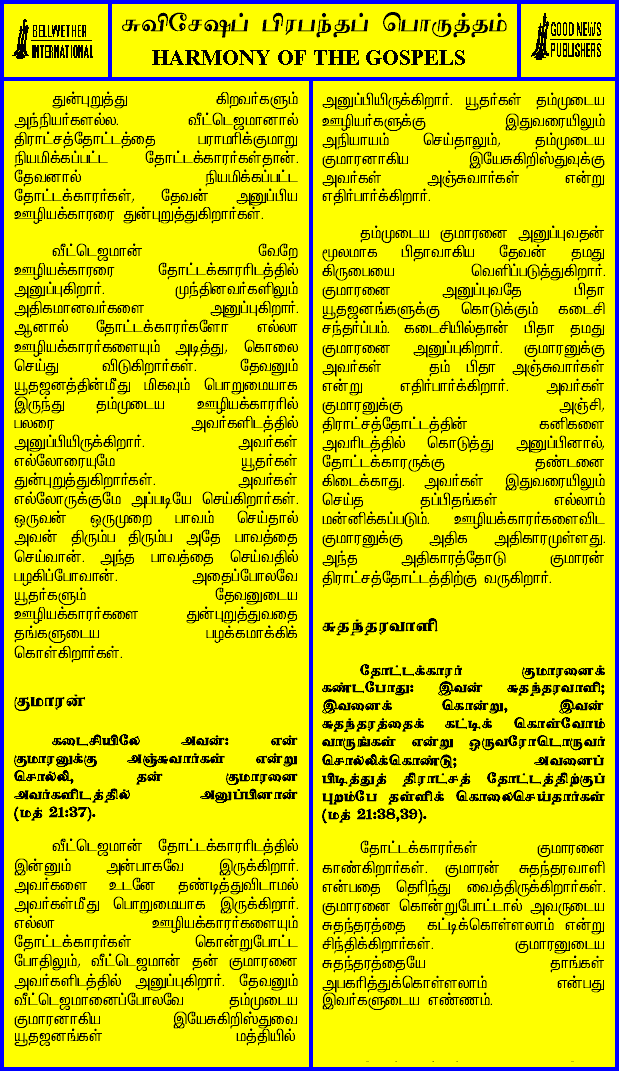 BELLWETHER
INTERNATIONAL
சுவிசேஷப் பிரபந்தப் பொருத்தம்
HARMONY OF THE GOSPELS
GOOD NEWS
PUBLISHERS
துன்புறுத்து கிறவர்களும்
அந்நியர்களல்ல. வீட்டெஜமானால்
திராட்சத்தோட்டத்தை பராமரிக்குமாறு
நியமிக்கப்பட்ட தோட்டக்காரர்கள்தான்.
தேவனால் நியமிக்கப்பட்ட
தோட்டக்காரர்கள், தேவன் அனுப்பிய
ஊழியக்காரரை துன்புறுத்துகிறார்கள்.
வீட்டெஜமான் வேறே
ஊழியக்காரரை தோட்டக்காரரிடத்தில்
அனுப்புகிறார். முந்தினவர்களிலும்
அதிகமானவர்களை அனுப்புகிறார்.
ஆனால் தோட்டக்காரர்களோ எல்லா
ஊழியக்காரர்களையும் அடித்து, கொலை
செய்து விடுகிறார்கள். தேவனும்
யூதஜனத்தின்மீது மிகவும் பொறுமையாக
இருந்து தம்முடைய ஊழியக்காரரில்
பலரை அவர்களிடத்தில்
அனுப்பியிருக்கிறார். அவர்கள்
எல்லோரையுமே யூதர்கள்
துன்புறுத்துகிறார்கள். அவர்கள்
எல்லோருக்குமே அப்படியே செய்கிறார்கள்.
ஒருவன் ஒருமுறை பாவம் செய்தால்
அவன் திரும்ப திரும்ப அதே பாவத்தை
செய்வான். அந்த பாவத்தை செய்வதில்
பழகிப்போவான். அதைப்போலவே
யூதர்களும் தேவனுடைய
ஊழியக்காரர்களை துன்புறுத்துவதை
தங்களுடைய பழக்கமாக்கிக்
கொள்கிறார்கள்.
குமாரன்
கடைசியிலே அவன்: என்
குமாரனுக்கு அஞ்சுவார்கள் என்று
சொல்லி, தன் குமாரனை
அவர்களிடத்தில் அனுப்பினான்
(மத் 21:37).
வீட்டெஜமான் தோட்டக்காரரிடத்தில்
இன்னும் அன்பாகவே இருக்கிறார்.
அவர்களை உடனே தண்டித்துவிடாமல்
அவர்கள்மீது பொறுமையாக இருக்கிறார்.
எல்லா ஊழியக்காரர்களையும்
தோட்டக்காரர்கள் கொன்றுபோட்ட
போதிலும், வீட்டெஜமான் தன் குமாரனை
அவர்களிடத்தில் அனுப்புகிறார். தேவனும்
வீட்டெஜமானைப்போலவே தம்முடைய
குமாரனாகிய இயேசுகிறிஸ்துவை
யூதஜனங்கள் மத்தியில்
அனுப்பியிருக்கிறார். யூதர்கள் தம்முடைய
ஊழியர்களுக்கு இதுவரையிலும்
அநியாயம் செய்தாலும், தம்முடைய
குமாரனாகிய இயேசுகிறிஸ்துவுக்கு
அவர்கள் அஞ்சுவார்கள் என்று
எதிர்பார்க்கிறார்.
தம்முடைய குமாரனை அனுப்புவதன்
மூலமாக பிதாவாகிய தேவன் தமது
கிருபையை வெளிப்படுத்துகிறார்.
குமாரனை அனுப்புவதே பிதா
யூதஜனங்களுக்கு கொடுக்கும் கடைசி
சந்தர்ப்பம். கடைசியில்தான் பிதா தமது
குமாரனை அனுப்புகிறார். குமாரனுக்கு
அவர்கள் தம் பிதா அஞ்சுவார்கள்
என்று எதிர்பார்க்கிறார். அவர்கள்
குமாரனுக்கு அஞ்சி,
திராட்சத்தோட்டத்தின் கனிகளை
அவரிடத்தில் கொடுத்து அனுப்பினால்,
தோட்டக்காரருக்கு தண்டனை
கிடைக்காது. அவர்கள் இதுவரையிலும்
செய்த தப்பிதங்கள் எல்லாம்
மன்னிக்கப்படும். ஊழியக்காரர்களைவிட
குமாரனுக்கு அதிக அதிகாரமுள்ளது.
அந்த அதிகாரத்தோடு குமாரன்
திராட்சத்தோட்டத்திற்கு வருகிறார்.
சுதந்தரவாளி
தோட்டக்காரர் குமாரனைக்
கண்டபோது: இவன் சுதந்தரவாளி;
இவனைக் கொன்று, இவன்
சுதந்தரத்தைக் கட்டிக் கொள்வோம்
வாருங்கள் என்று ஒருவரோடொருவர்
சொல்லிக்கொண்டு; அவனைப்
பிடித்துத் திராட்சத் தோட்டத்திற்குப்
புறம்பே தள்ளிக் கொலைசெய்தார்கள்
(மத் 21:38,39).
தோட்டக்காரர்கள் குமாரனை
காண்கிறார்கள். குமாரன் சுதந்தரவாளி
என்பதை தெரிந்து வைத்திருக்கிறார்கள்.
குமாரனை கொன்றுபோட்டால் அவருடைய
சுதந்தரத்தை கட்டிக்கொள்ளலாம் என்று
சிந்திக்கிறார்கள். குமாரனுடைய
சுதந்தரத்தையே தாங்கள்
அபகரித்துக்கொள்ளலாம் என்பது
இவர்களுடைய எண்ணம்.